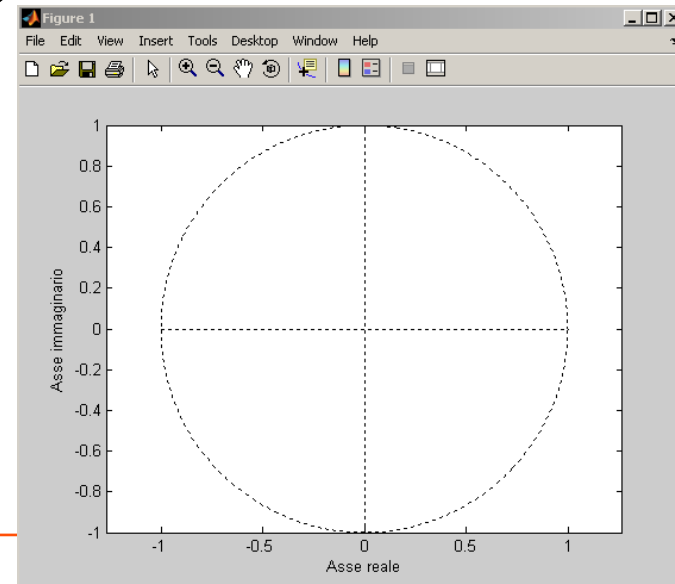 Figure 1
File Edit View Insert Tools Desktop Window Help
1
0.8
0.6
0.4
0.2
0
-0.2
-0.4
-0.6
-0.8
-1
Asse immaginario
-1 -0.5 0 0.5 1
Asse reale